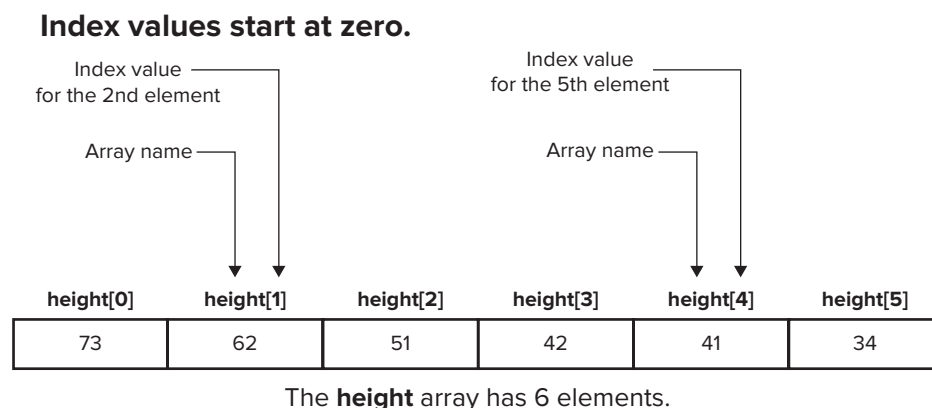 Index values start at zero.
Index value
for the 2nd element
Index value
for the 5th element
Array name
Array name
height[0] height[1] height[2] height[3] height[4] height[5]
73 62 51 42 41 34
The height array has 6 elements.